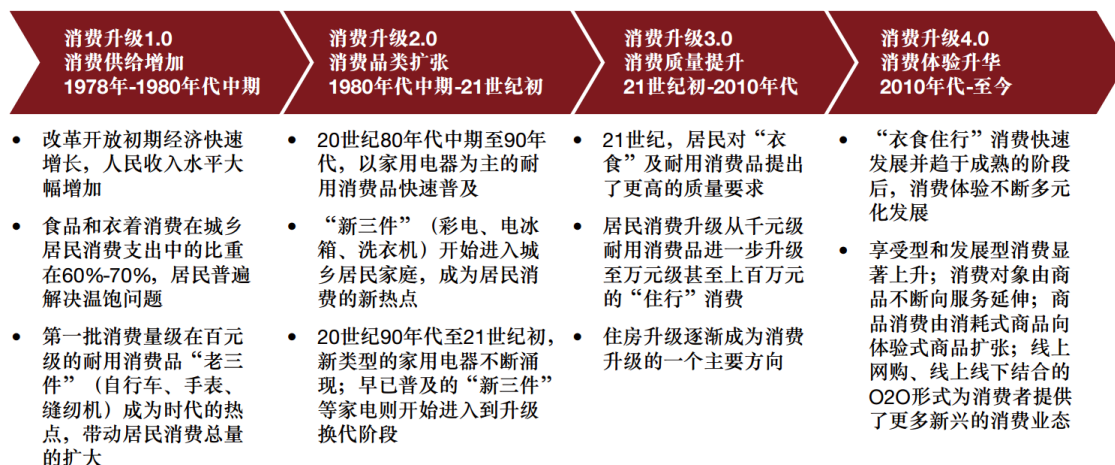 消费升级1.0
消费供给增加
1978年-1980年代中期
消费升级2.0
消费品类扩张
1980年代中期-21世纪初
消费升级3.0
消费质量提升
21世纪初-2010年代
消费升级4.0
消费体验升华
2010年代-至今
• 改革开放初期经济快速
增长，人民收入水平大
幅增加
• 食品和衣着消费在城乡
居民消费支出中的比重
在60%-70%，居民普遍
解决温饱问题
• 第一批消费量级在百元
级的耐用消费品“老三
件”（自行车、手表、
缝纫机）成为时代的热
点，带动居民消费总量
的扩大
• 20世纪80年代中期至90年
代，以家用电器为主的耐
用消费品快速普及
• “新三件”（彩电、电冰
箱、洗衣机）开始进入城
乡居民家庭，成为居民消
费的新热点
• 20世纪90年代至21世纪初，
新类型的家用电器不断涌
现；早已普及的“新三件”
等家电则开始进入到升级
换代阶段
• 21世纪，居民对“衣
食”及耐用消费品提出
了更高的质量要求
• 居民消费升级从千元级
耐用消费品进一步升级
至万元级甚至上百万元
的“住行”消费
• 住房升级逐渐成为消费
升级的一个主要方向
• “衣食住行”消费快速
发展并趋于成熟的阶段
后，消费体验不断多元
化发展
• 享受型和发展型消费显
著上升；消费对象由商
品不断向服务延伸；商
品消费由消耗式商品向
体验式商品扩张；线上
网购、线上线下结合的
O2O形式为消费者提供
了更多新兴的消费业态